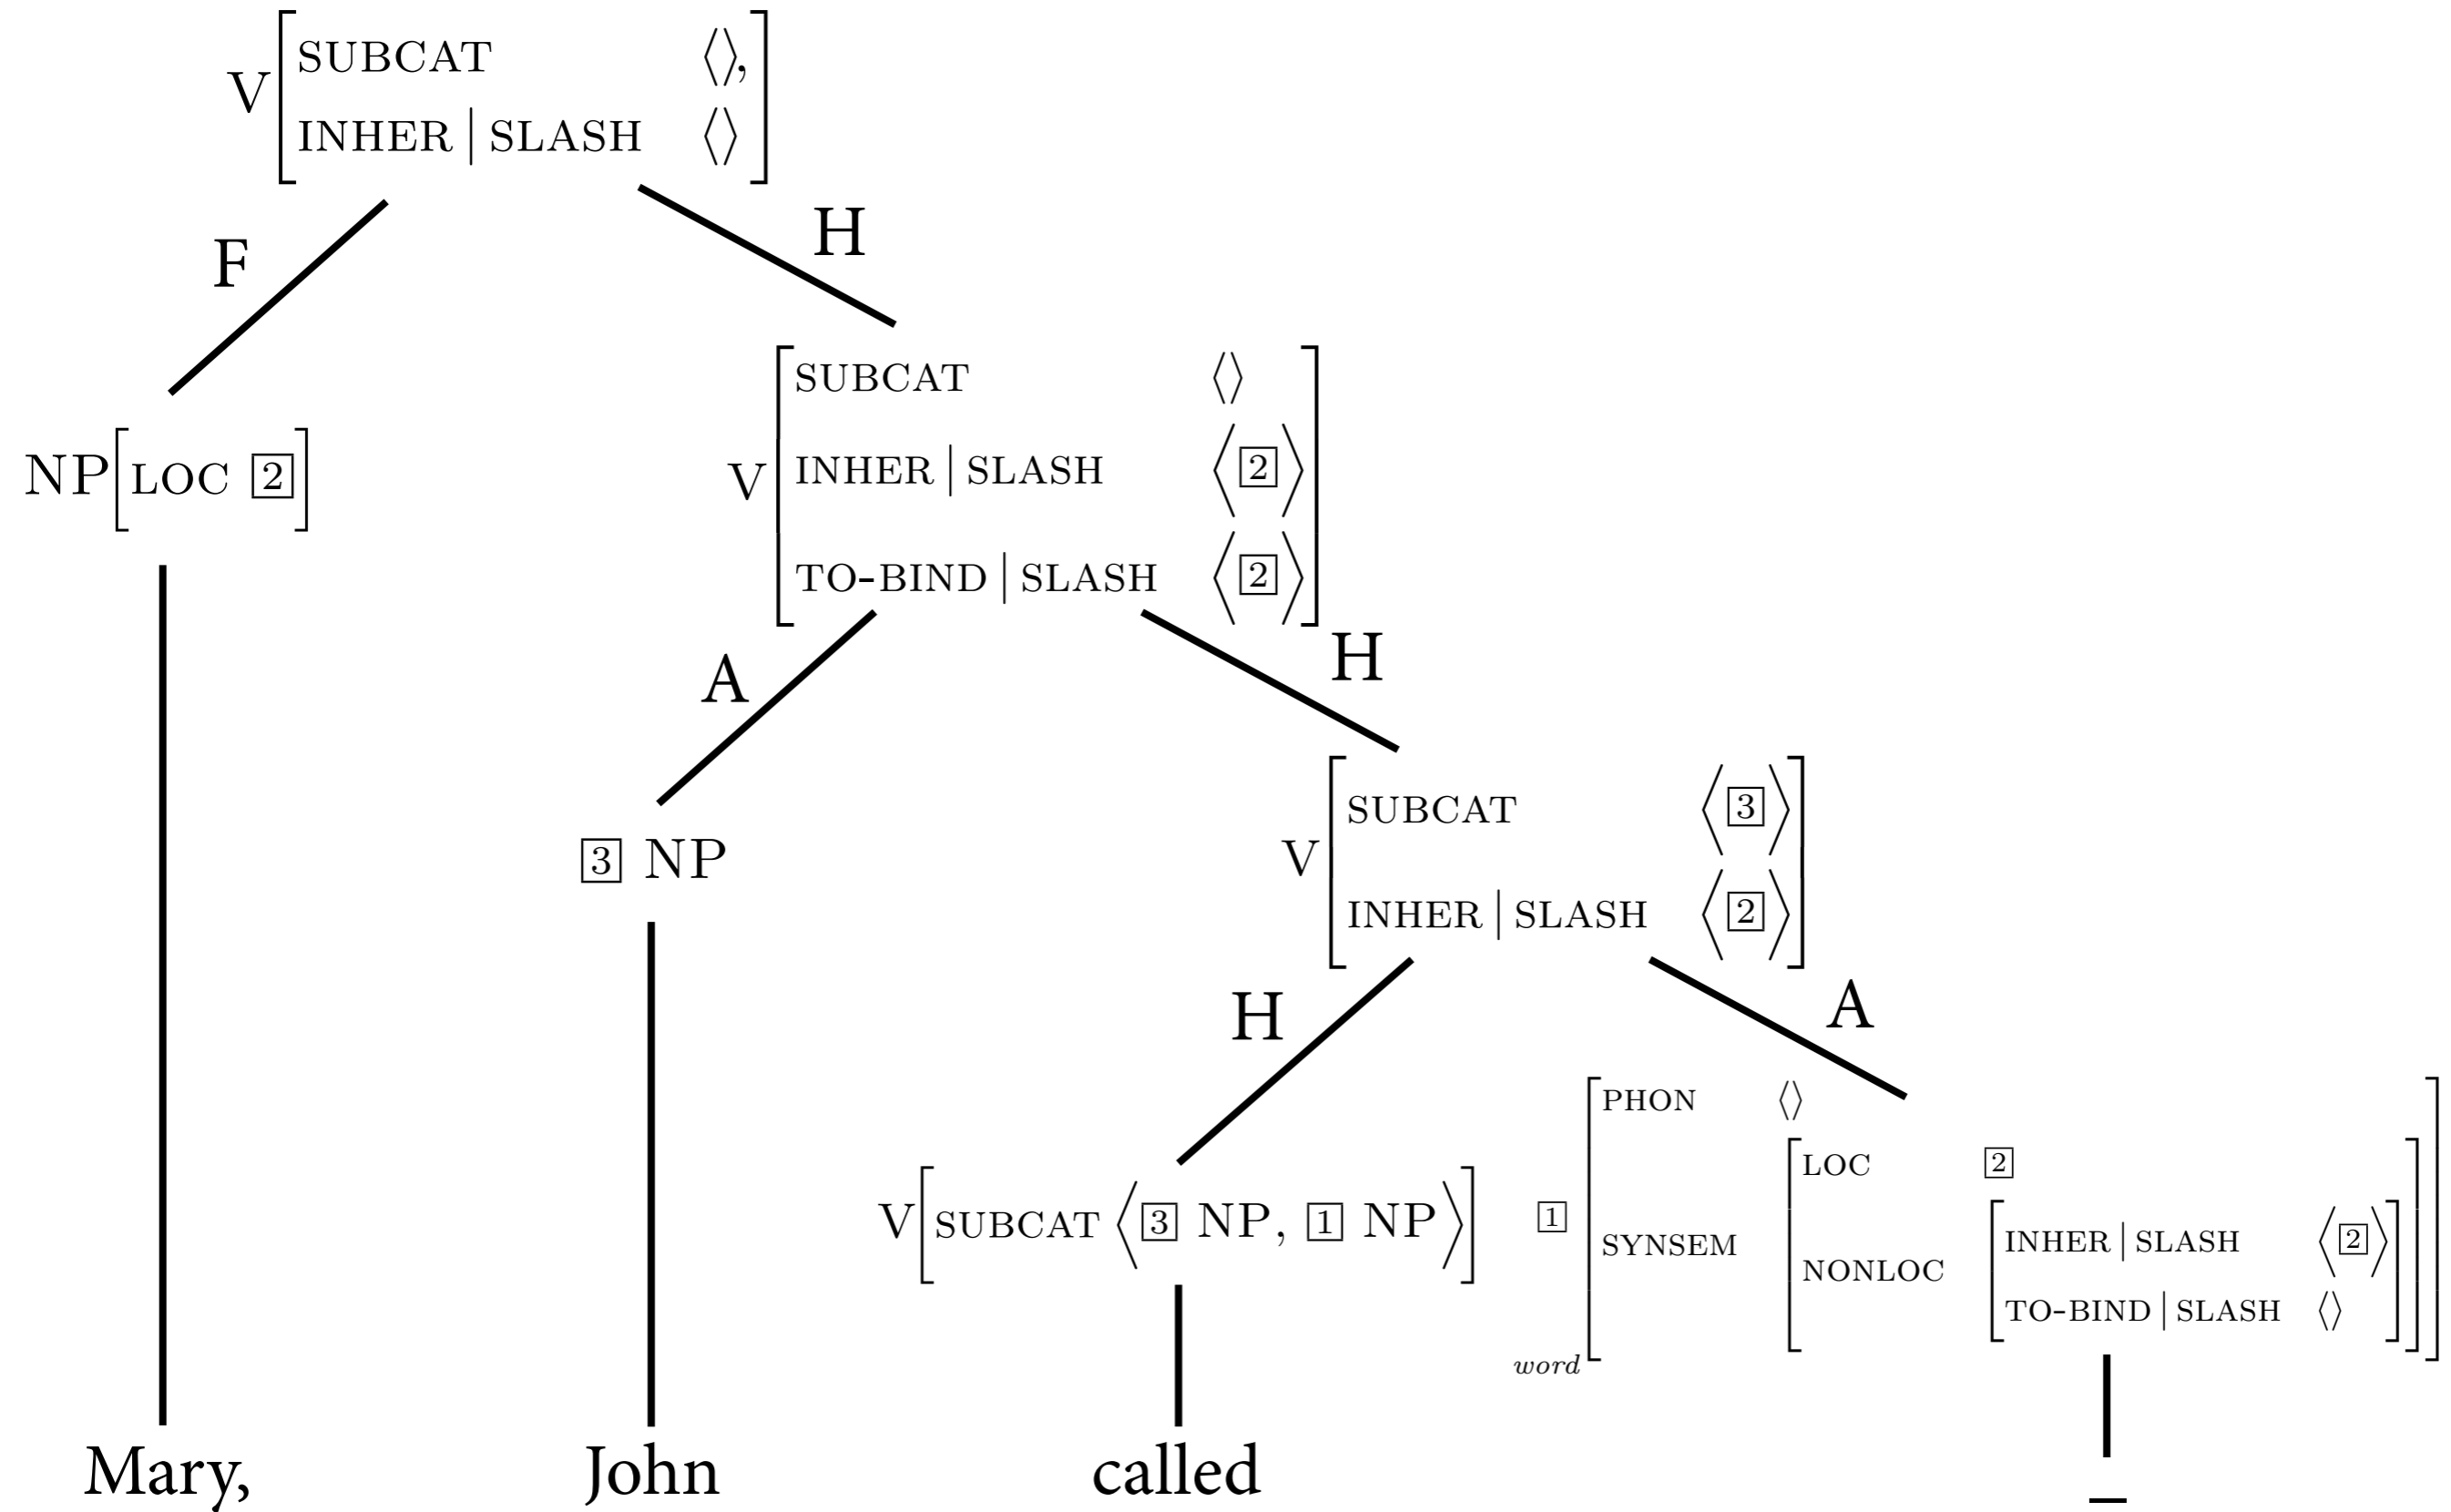 V[SUBCAT ⟨⟩,
INHER | SLASH ⟨⟩]
F H
NP[LOC 2]
V[SUBCAT ⟨⟩
INHER | SLASH ⟨2⟩
TO-BIND | SLASH ⟨2⟩]
A H
3 NP
V[SUBCAT ⟨3⟩
INHER | SLASH ⟨2⟩]
H A
V[SUBCAT ⟨3 NP, 1 NP⟩]
1 word[PHON ⟨⟩
SYNSEM [LOC 2
NONLOC [INHER | SLASH ⟨2⟩
TO-BIND | SLASH ⟨⟩]]]
Mary, John called _